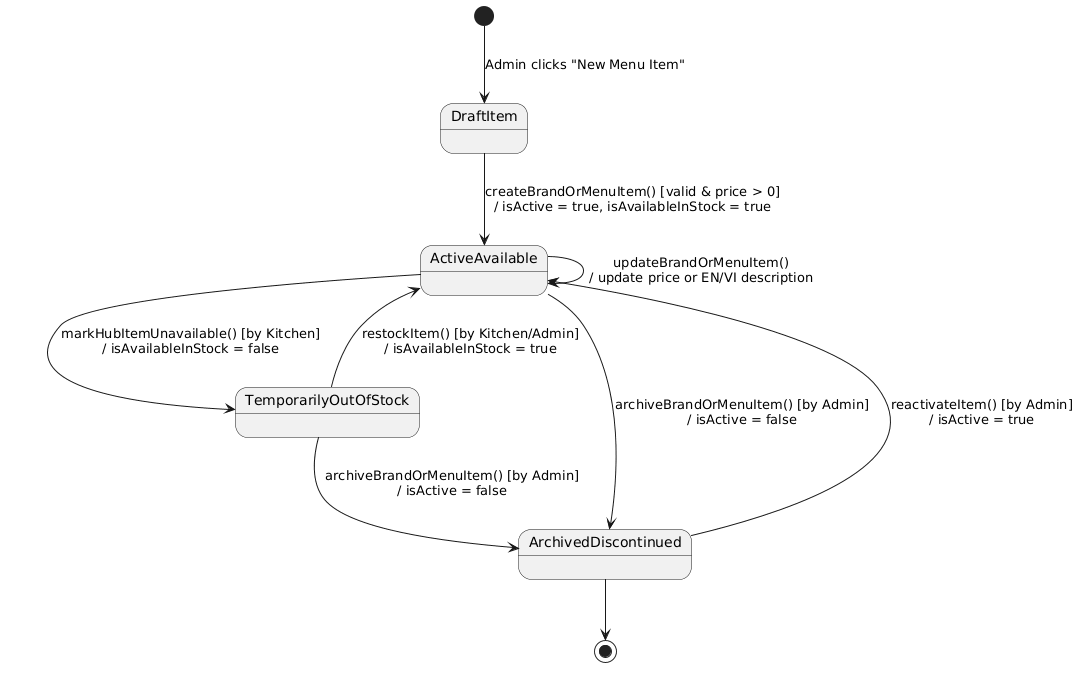 Admin clicks "New Menu Item"
DraftItem
createBrandOrMenuItem() [valid & price > 0]
/ isActive = true, isAvailableInStock = true
ActiveAvailable
updateBrandOrMenuItem()
/ update price or EN/VI description
markHubItemUnavailable() [by Kitchen]
/ isAvailableInStock = false
restockItem() [by Kitchen/Admin]
/ isAvailableInStock = true
TemporarilyOutOfStock
archiveBrandOrMenuItem() [by Admin]
/ isActive = false
reactivateItem() [by Admin]
/ isActive = true
archiveBrandOrMenuItem() [by Admin]
/ isActive = false
ArchivedDiscontinued